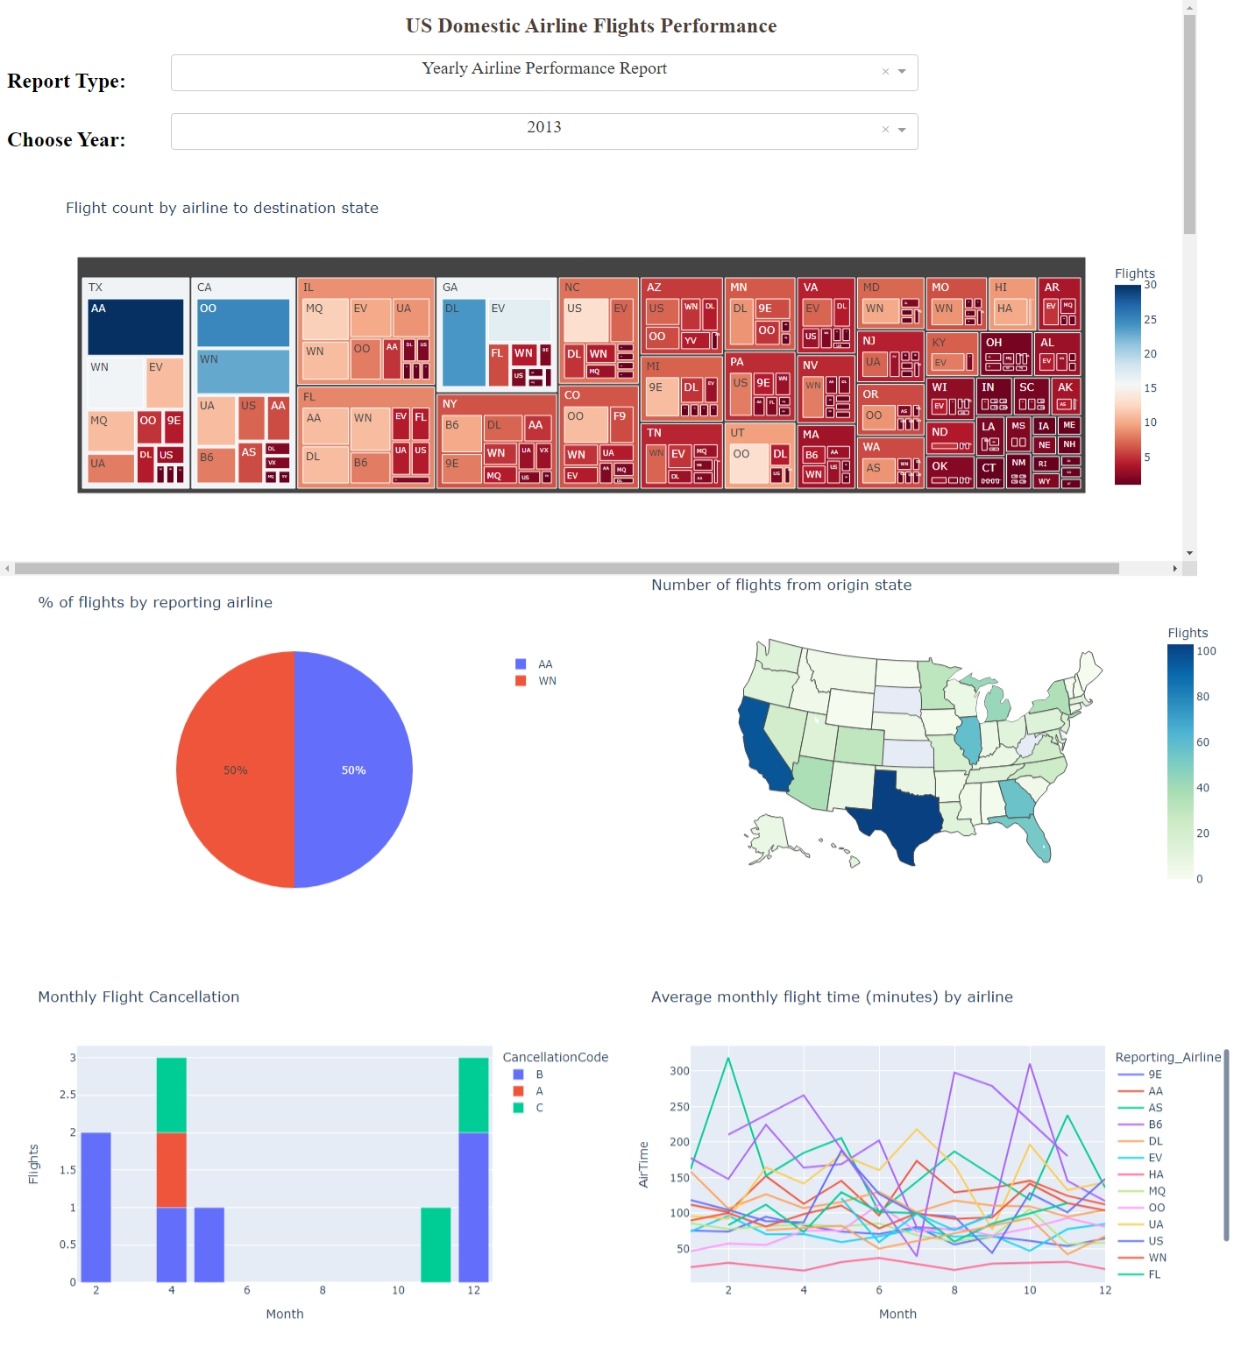 US Domestic Airline Flights Performance
Report Type:
Yearly Airline Performance Report
Choose Year:
2013
Flight count by airline to destination state
TX
AA
WN
EV
MQ
OO
9E
UA
DL
US
CA
OO
WN
UA
US
AA
B6
AS
DL
VX
IL
MQ
EV
UA
WN
OO
AA
DL
US
FL
AA
WN
EV
FL
DL
B6
UA
US
GA
DL
EV
FL
WN
US
NY
B6
DL
AA
9E
WN
UA
VX
MQ
US
NC
US
EV
DL
WN
MQ
CO
OO
F9
WN
UA
EV
AA
MQ
AZ
US
WN
DL
OO
YV
MI
9E
DL
EV
TN
WN
EV
MQ
DL
MN
DL
9E
OO
PA
US
9E
WN
UT
OO
DL
VA
EV
DL
US
NV
WN
MA
B6
AA
WN
US
MD
WN
NJ
UA
OR
OO
AS
WA
AS
WN
MO
WN
KY
EV
WI
EV
ND
OK
HI
HA
OH
IN
SC
LA
MS
CT
NM
AR
EV
MQ
AL
EV
AK
AS
IA
ME
NE
NH
RI
WY
Flights
30
25
20
15
10
5
% of flights by reporting airline
50%
50%
AA
WN
Number of flights from origin state
Flights
100
80
60
40
20
0
Monthly Flight Cancellation
Flights
3
2.5
2
1.5
1
0.5
0
2
4
6
8
10
12
Month
CancellationCode
B
A
C
Average monthly flight time (minutes) by airline
AirTime
300
250
200
150
100
50
2
4
6
8
10
12
Month
Reporting_Airline
9E
AA
AS
B6
DL
EV
HA
MQ
OO
UA
US
WN
FL